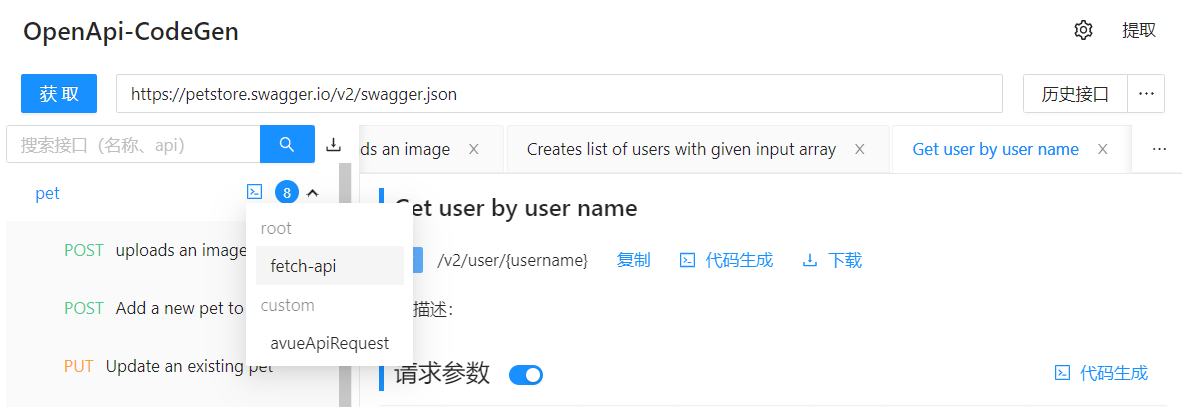 OpenApi-CodeGen
提取
获 取
https://petstore.swagger.io/v2/swagger.json
历史接口
搜索接口（名称、api）
ds an image
Creates list of users with given input array
Get user by user name
pet
8
root
fetch-api
custom
avueApiRequest
POST uploads an image
POST Add a new pet to
PUT Update an existing pet
Get user by user name
/v2/user/{username} 复制 代码生成 下载
描述：
请求参数
代码生成